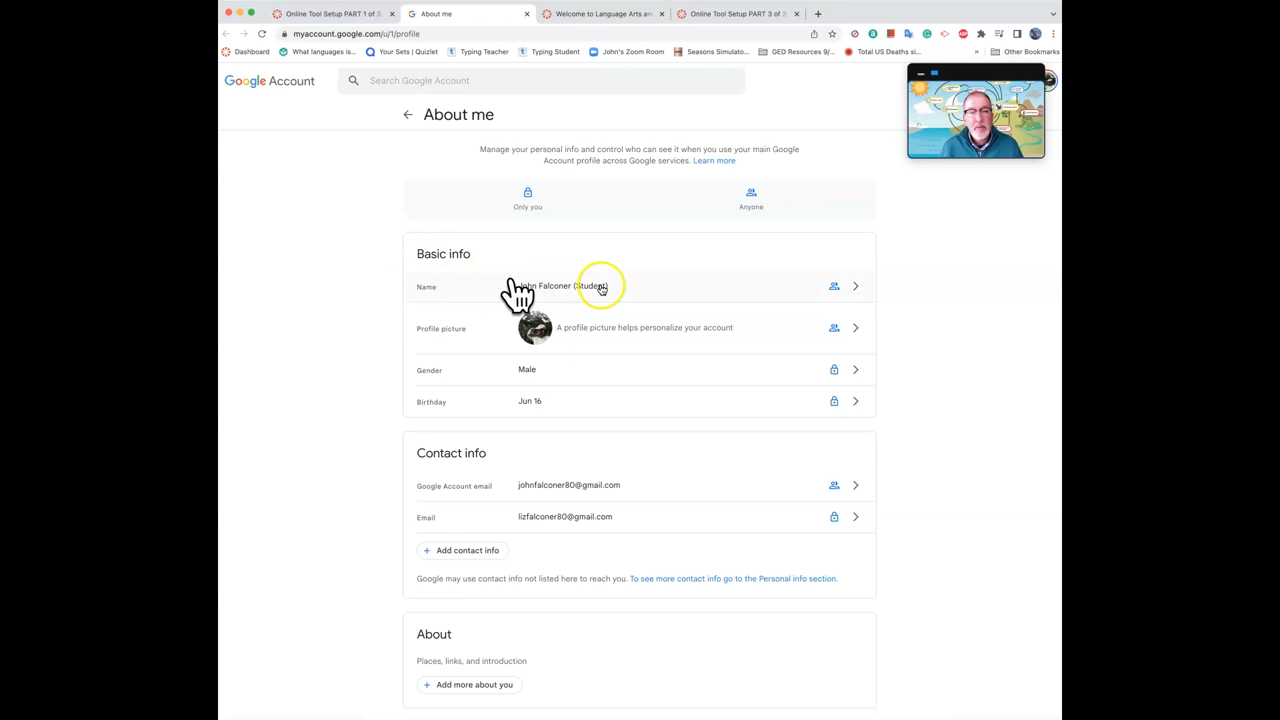 Online Tool Setup PART 1 of 3
About me
Welcome to Language Arts an
Online Tool Setup PART 3 of 3
myaccount.google.com/u/1/profile
Dashboard
What languages is...
Your Sets | Quizlet
Typing Teacher
Typing Student
John's Zoom Room
Seasons Simulato...
GED Resources 9/...
Total US Deaths si...
»
Other Bookmarks
Google Account
Search Google Account
About me
Manage your personal info and control who can see it when you use your main Google
Account profile across Google services. Learn more
Only you
Anyone
Basic info
Name
John Falconer (Student)
Profile picture
A profile picture helps personalize your account
Gender
Male
Birthday
Jun 16
Contact info
Google Account email
johnfalconer80@gmail.com
Email
lizfalconer80@gmail.com
+ Add contact info
Google may use contact info not listed here to reach you. To see more contact info go to the Personal info section.
About
Places, links, and introduction
+ Add more about you